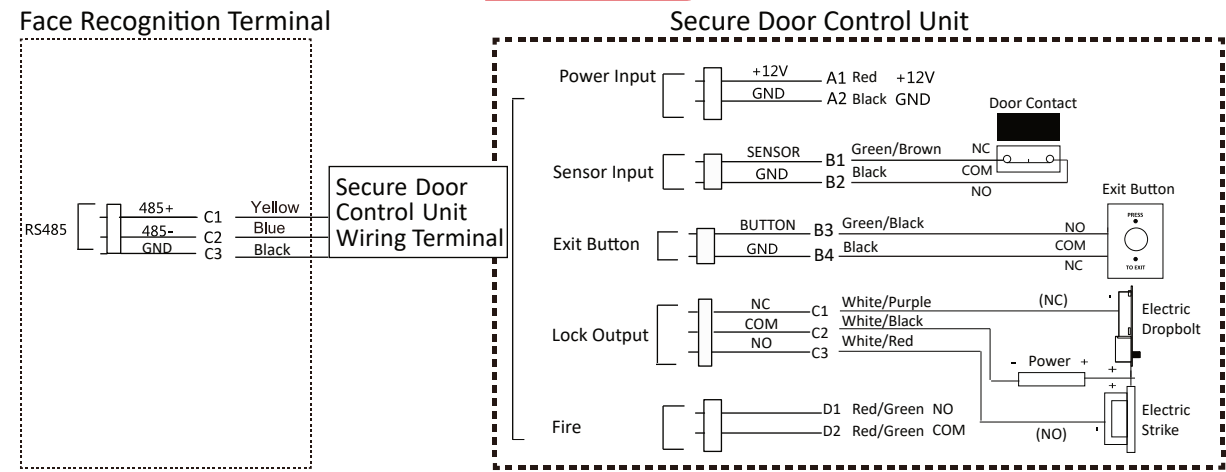 Face Recognition Terminal
Secure Door Control Unit
RS485
485+ C1 Yellow
485- C2 Blue
GND C3 Black
Secure Door
Control Unit
Wiring Terminal
Power Input
+12V A1 Red +12V
GND A2 Black GND
Door Contact
Sensor Input
SENSOR B1 Green/Brown NC
GND B2 Black COM
NO
Exit Button
Exit Button
BUTTON B3 Green/Black NO
GND B4 Black COM
NC
PRESS
TO EXIT
Lock Output
NC C1 White/Purple (NC) -
COM C2 White/Black
NO C3 White/Red
Electric
Dropbolt
- Power + +
+
Electric
Strike
(NO) -
Fire
D1 Red/Green NO
D2 Red/Green COM